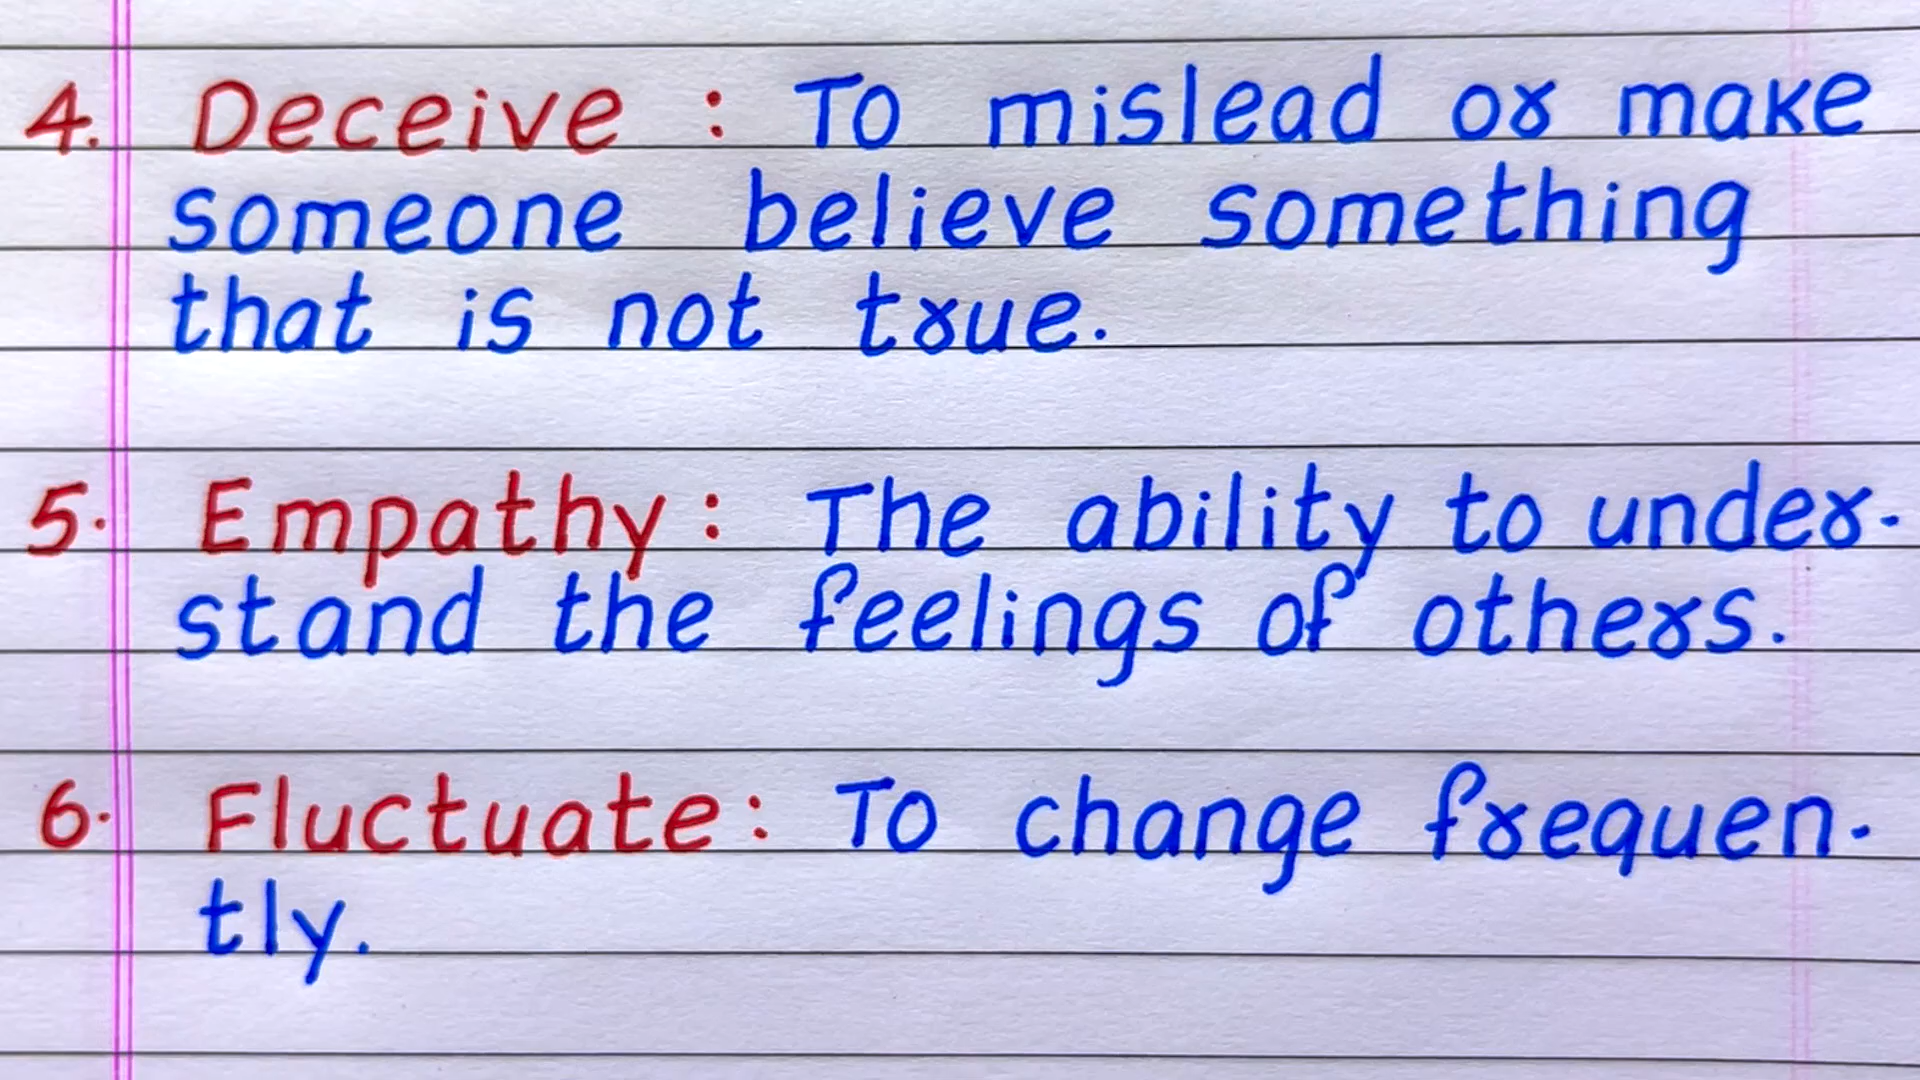 4. Deceive : To mislead or make
someone believe something
that is not true.
5. Empathy : The ability to under-
stand the feelings of others.
6. Fluctuate : To change frequen-
tly.